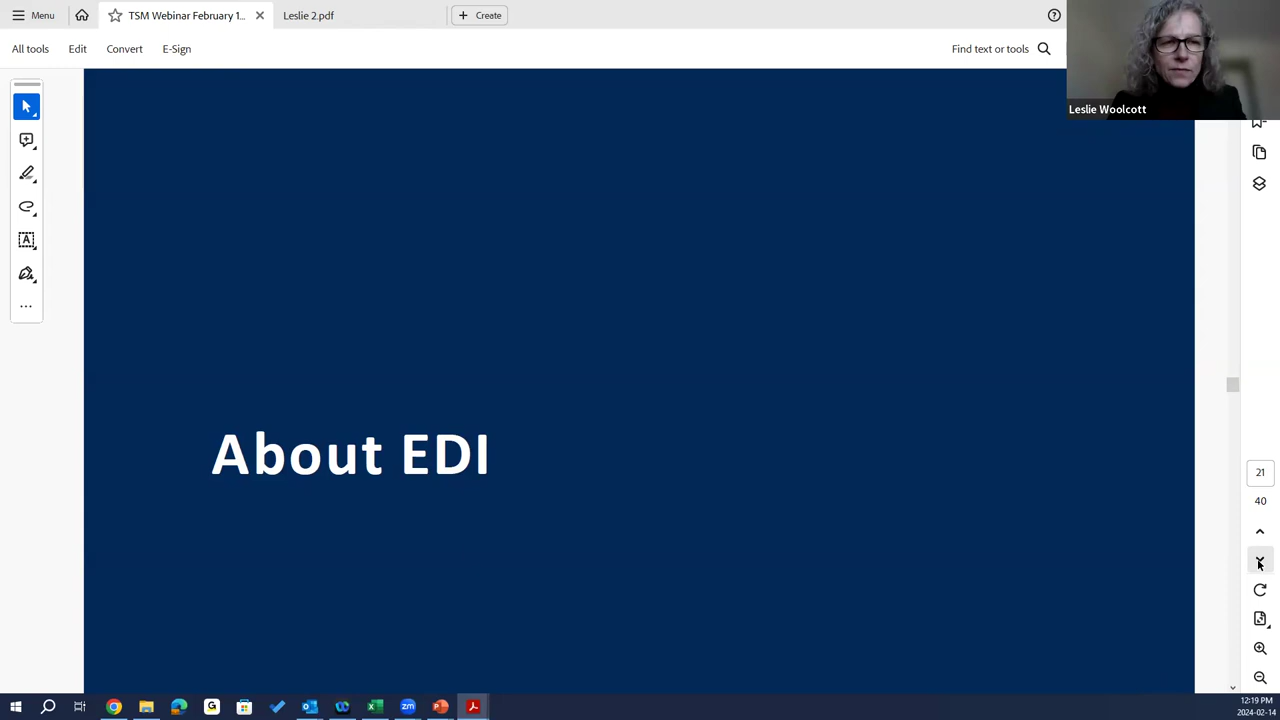 Menu
TSM Webinar February 1...
Leslie 2.pdf
Create
All tools
Edit
Convert
E-Sign
Find text or tools
Leslie Woolcott
About EDI
21
40
12:19 PM
2024-02-14